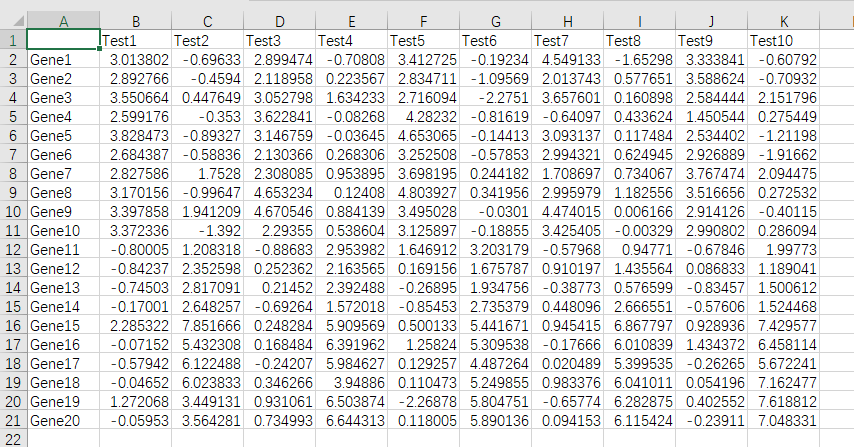 A B C D E F G H I J K
1 Test1 Test2 Test3 Test4 Test5 Test6 Test7 Test8 Test9 Test10
2 Gene1 3.013802 -0.69633 2.899474 -0.70808 3.412725 -0.19234 4.549133 -1.65298 3.333841 -0.60792
3 Gene2 2.892766 -0.4594 2.118958 0.223567 2.834711 -1.09569 2.013743 0.577651 3.588624 -0.70932
4 Gene3 3.550664 0.447649 3.052798 1.634233 2.716094 -2.2751 3.657601 0.160898 2.584444 2.151796
5 Gene4 2.599176 -0.353 3.622841 -0.08268 4.28232 -0.81619 -0.64097 0.433624 1.450544 0.275449
6 Gene5 3.828473 -0.89327 3.146759 -0.03645 4.653065 -0.14413 3.093137 0.117484 2.534402 -1.21198
7 Gene6 2.684387 -0.58836 2.130366 0.268306 3.252508 -0.57853 2.994321 0.624945 2.926889 -1.91662
8 Gene7 2.827586 1.7528 2.308085 0.953895 3.698195 0.244182 1.708697 0.734067 3.767474 2.094475
9 Gene8 3.170156 -0.99647 4.653234 0.12408 4.803927 0.341956 2.995979 1.182556 3.516656 0.272532
10 Gene9 3.397858 1.941209 4.670546 0.884139 3.495028 -0.0301 4.474015 0.006166 2.914126 -0.40115
11 Gene10 3.372336 -1.392 2.29355 0.538604 3.125897 -0.18855 3.425405 -0.00329 2.990802 0.286094
12 Gene11 -0.80005 1.208318 -0.88683 2.953982 1.646912 3.203179 -0.57968 0.94771 -0.67846 1.99773
13 Gene12 -0.84237 2.352598 0.252362 2.163565 0.169156 1.675787 0.910197 1.435564 0.086833 1.189041
14 Gene13 -0.74503 2.817091 0.21452 2.392488 -0.26895 1.934756 -0.38773 0.576599 -0.83457 1.500612
15 Gene14 -0.17001 2.648257 -0.69264 1.572018 -0.85453 2.735379 0.448096 2.666551 -0.57606 1.524468
16 Gene15 2.285322 7.851666 0.248284 5.909569 0.500133 5.441671 0.945415 6.867797 0.928936 7.429577
17 Gene16 -0.07152 5.432308 0.168484 6.391962 1.25824 5.309538 -0.17666 6.010839 1.434372 6.458114
18 Gene17 -0.57942 6.122488 -0.24207 5.984627 0.129257 4.487264 0.020489 5.399535 -0.26265 5.672241
19 Gene18 -0.04652 6.023833 0.346266 3.94886 0.110473 5.249855 0.983376 6.041011 0.054196 7.162477
20 Gene19 1.272068 3.449131 0.931061 6.503874 -2.26878 5.804751 -0.65774 6.282875 0.402552 7.618812
21 Gene20 -0.05953 3.564281 0.734993 6.644313 0.118005 5.890136 0.094153 6.115424 -0.23911 7.048331
22